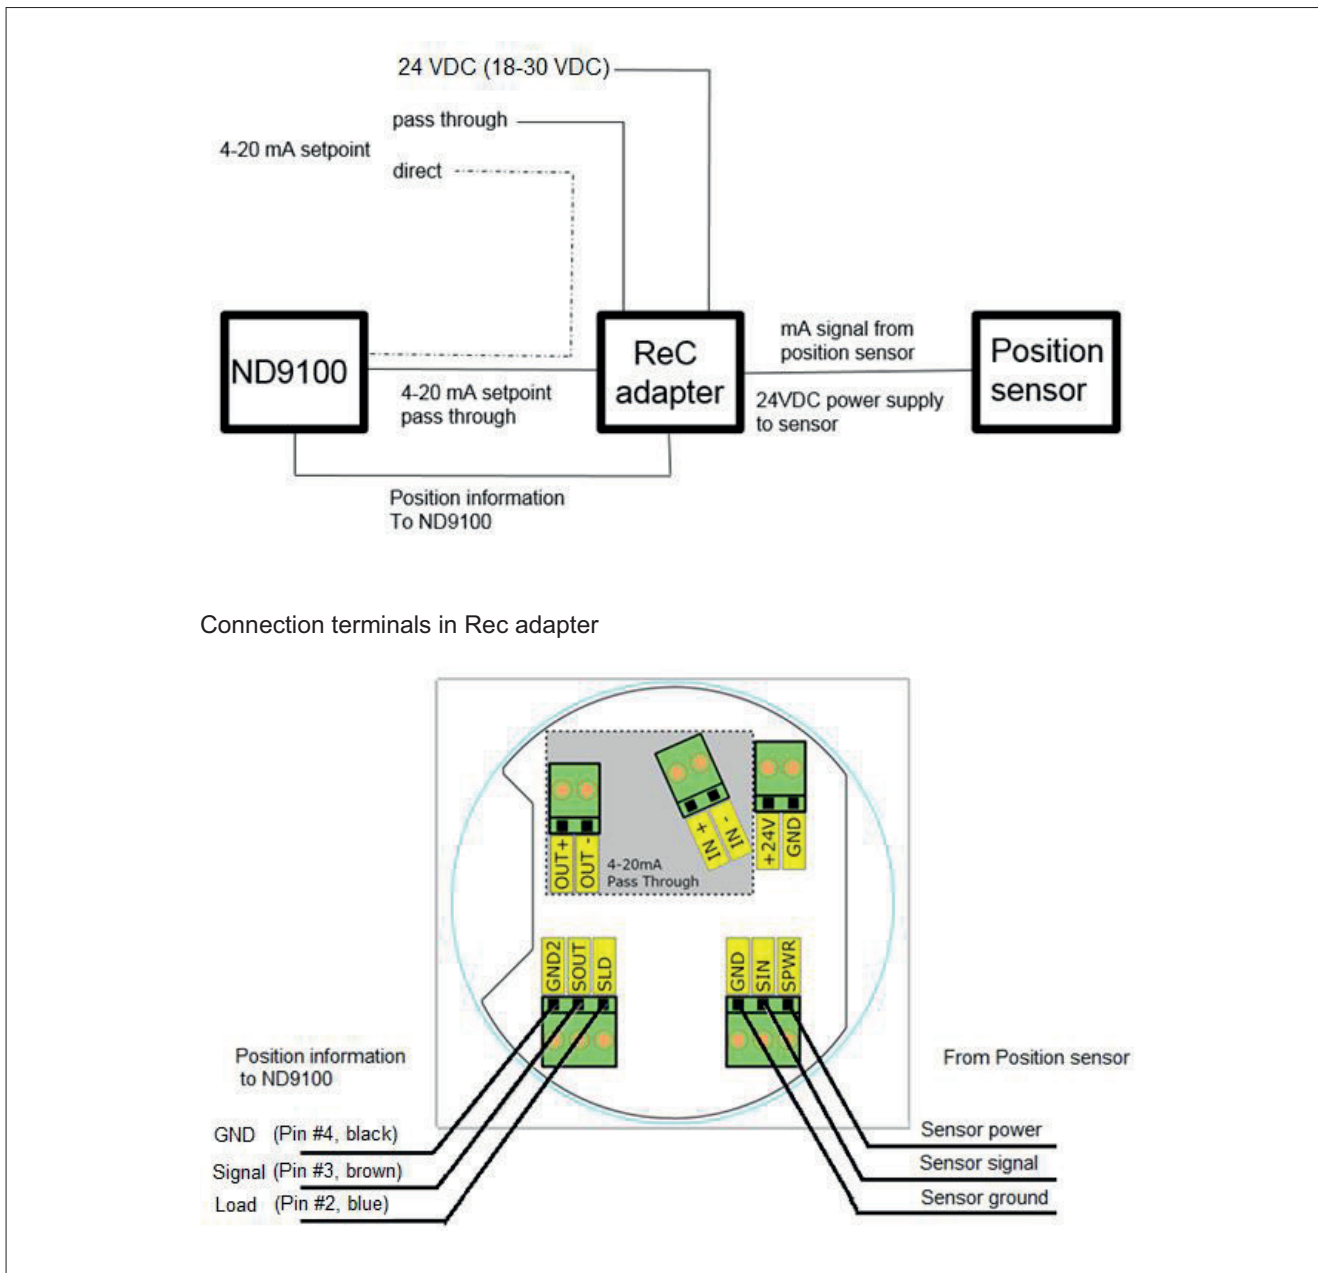 24 VDC (18-30 VDC)
pass through
4-20 mA setpoint
direct
ND9100
4-20 mA setpoint
pass through
ReC
adapter
mA signal from
position sensor
24VDC power supply
to sensor
Position
sensor
Position information
To ND9100
Connection terminals in Rec adapter
OUT+
OUT -
4-20mA
Pass Through
+ IN
- IN
+24V
GND
GND2
SOUT
SLD
GND
SIN
SPWR
Position information
to ND9100
From Position sensor
GND (Pin #4, black)
Signal (Pin #3, brown)
Load (Pin #2, blue)
Sensor power
Sensor signal
Sensor ground